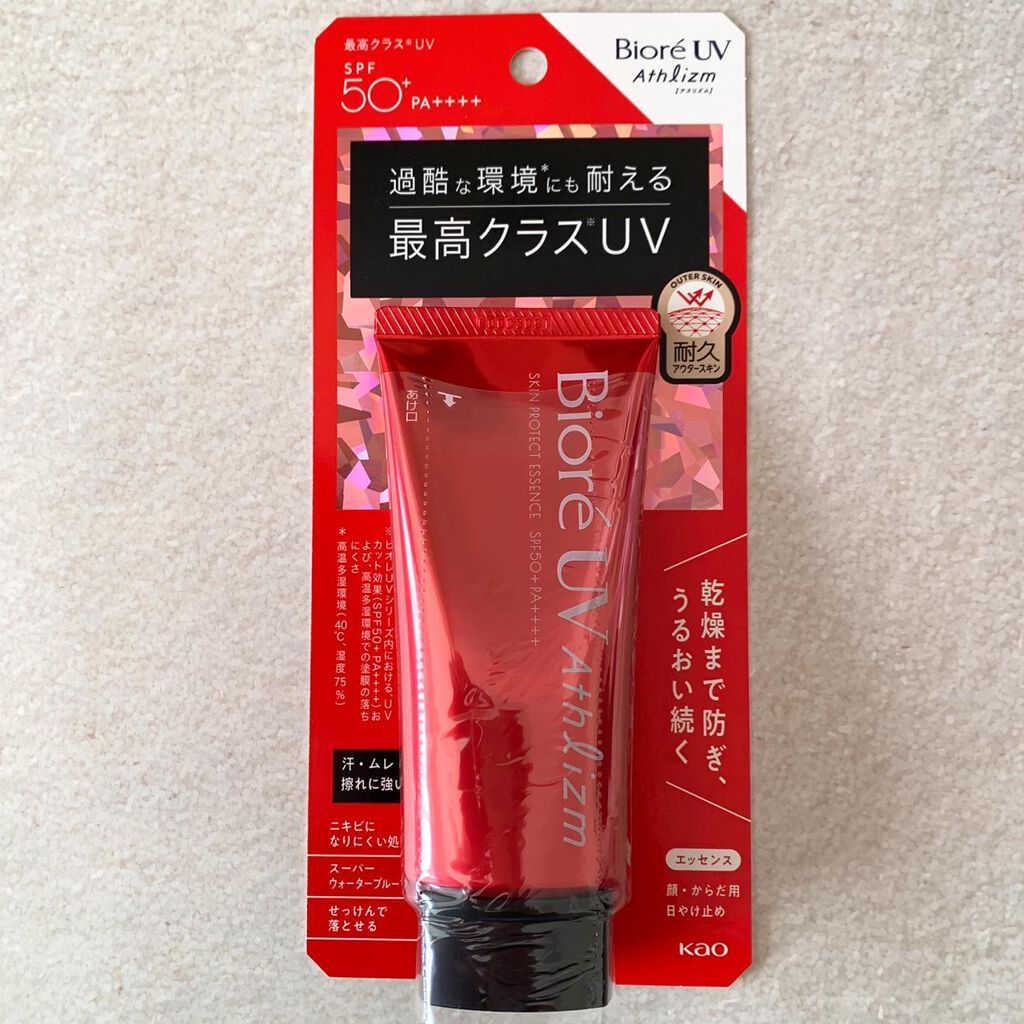 最高クラス※UV
SPF
50+ PA++++
Bioré UV
Athlizm
[アスリズム]
過酷な環境*にも耐える
最高クラス※UV
OUTER SKIN
耐久
アウタースキン
あけ口
Bioré UV Athlizm
SKIN PROTECT ESSENCE SPF50+PA++++
※ビオレUVシリーズ内における、UV
カット効果(SPF50+PA++++)お
よび、高温多湿環境での塗膜の落ち
にくさ
*高温多湿環境(40℃、湿度75%)
乾燥まで防ぎ、
うるおい続く
汗・ムレ
擦れに強い
ニキビに
なりにくい処
スーパー
ウォータープルー
せっけんで
落とせる
エッセンス
顔・からだ用
日やけ止め
Kao